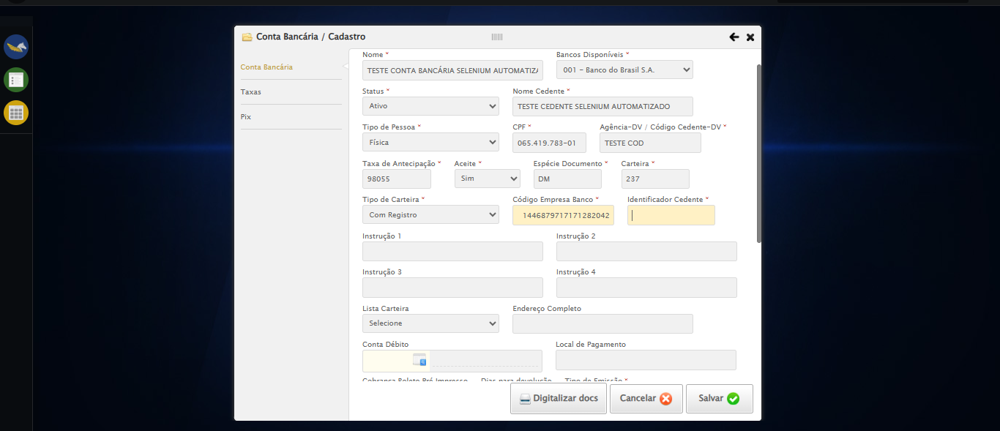 Conta Bancária / Cadastro
Conta Bancária
Taxas
Pix
Nome *
Bancos Disponíveis *
TESTE CONTA BANCÁRIA SELENIUM AUTOMATIZA
001 - Banco do Brasil S.A.
Status *
Nome Cedente *
Ativo
TESTE CEDENTE SELENIUM AUTOMATIZADO
Tipo de Pessoa *
CPF *
Agência-DV / Código Cedente-DV *
Física
065.419.783-01
TESTE COD
Taxa de Antecipação *
Aceite *
Espécie Documento *
Carteira *
98055
Sim
DM
237
Tipo de Carteira *
Código Empresa Banco *
Identificador Cedente *
Com Registro
1446879717171282042
Instrução 1
Instrução 2
Instrução 3
Instrução 4
Lista Carteira
Endereço Completo
Selecione
Conta Débito
Local de Pagamento
Cobrança Boleto Pré Impresso
Dias para devolução
Tipo de Emissão *
Digitalizar docs
Cancelar
Salvar